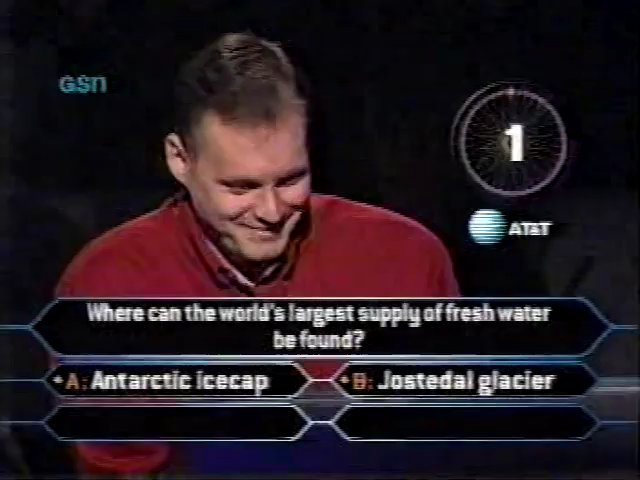 GSN
1
AT&T
Where can the world's largest supply of fresh water
be found?
A: Antarctic icecap
B: Jostedal glacier